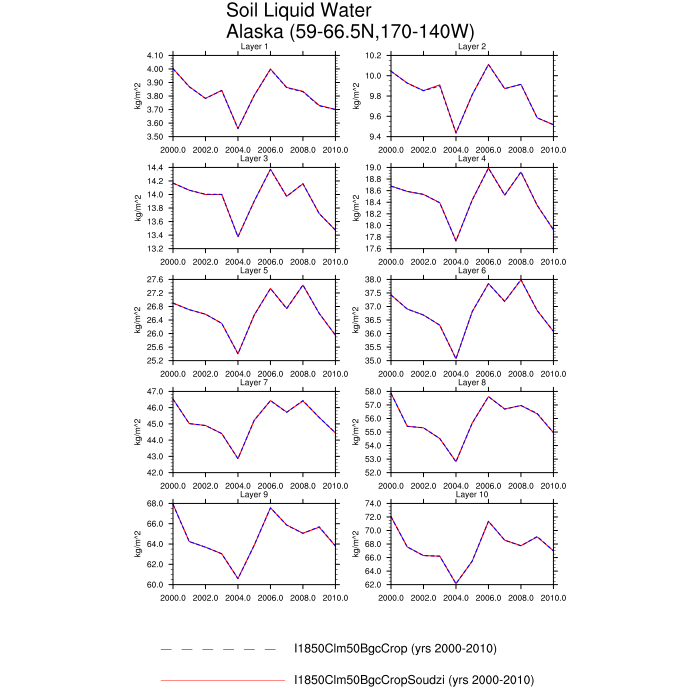 Soil Liquid Water
Alaska (59-66.5N,170-140W)
Layer 1
kg/m^2
4.10
4.00
3.90
3.80
3.70
3.60
3.50
2000.0 2002.0 2004.0 2006.0 2008.0 2010.0
Layer 2
kg/m^2
10.2
10.0
9.8
9.6
9.4
2000.0 2002.0 2004.0 2006.0 2008.0 2010.0
Layer 3
kg/m^2
14.4
14.2
14.0
13.8
13.6
13.4
13.2
2000.0 2002.0 2004.0 2006.0 2008.0 2010.0
Layer 4
kg/m^2
19.0
18.8
18.6
18.4
18.2
18.0
17.8
17.6
2000.0 2002.0 2004.0 2006.0 2008.0 2010.0
Layer 5
kg/m^2
27.6
27.2
26.8
26.4
26.0
25.6
25.2
2000.0 2002.0 2004.0 2006.0 2008.0 2010.0
Layer 6
kg/m^2
38.0
37.5
37.0
36.5
36.0
35.5
35.0
2000.0 2002.0 2004.0 2006.0 2008.0 2010.0
Layer 7
kg/m^2
47.0
46.0
45.0
44.0
43.0
42.0
2000.0 2002.0 2004.0 2006.0 2008.0 2010.0
Layer 8
kg/m^2
58.0
57.0
56.0
55.0
54.0
53.0
52.0
2000.0 2002.0 2004.0 2006.0 2008.0 2010.0
Layer 9
kg/m^2
68.0
66.0
64.0
62.0
60.0
2000.0 2002.0 2004.0 2006.0 2008.0 2010.0
Layer 10
kg/m^2
74.0
72.0
70.0
68.0
66.0
64.0
62.0
2000.0 2002.0 2004.0 2006.0 2008.0 2010.0
I1850Clm50BgcCrop (yrs 2000-2010)
I1850Clm50BgcCropSoudzi (yrs 2000-2010)